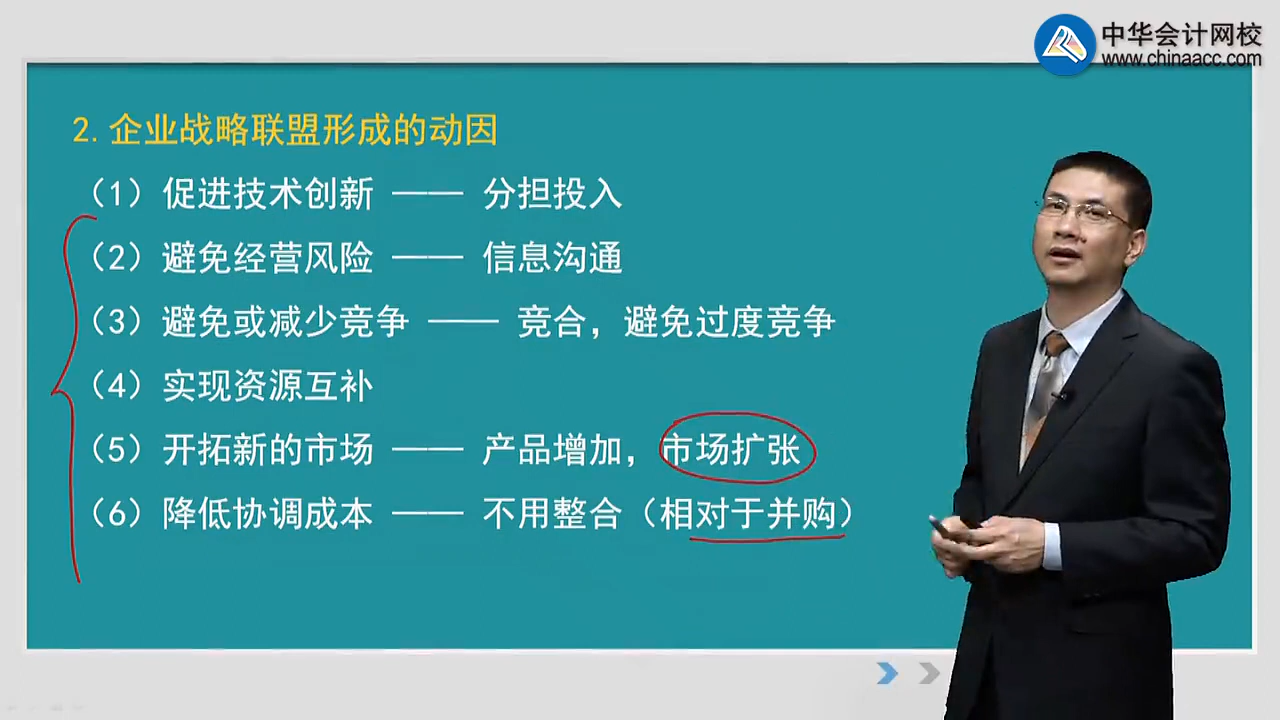 中华会计网校
www.chinaacc.com
2.企业战略联盟形成的动因
（1）促进技术创新 —— 分担投入
（2）避免经营风险 —— 信息沟通
（3）避免或减少竞争 —— 竞合，避免过度竞争
（4）实现资源互补
（5）开拓新的市场 —— 产品增加，市场扩张
（6）降低协调成本 —— 不用整合（相对于并购）